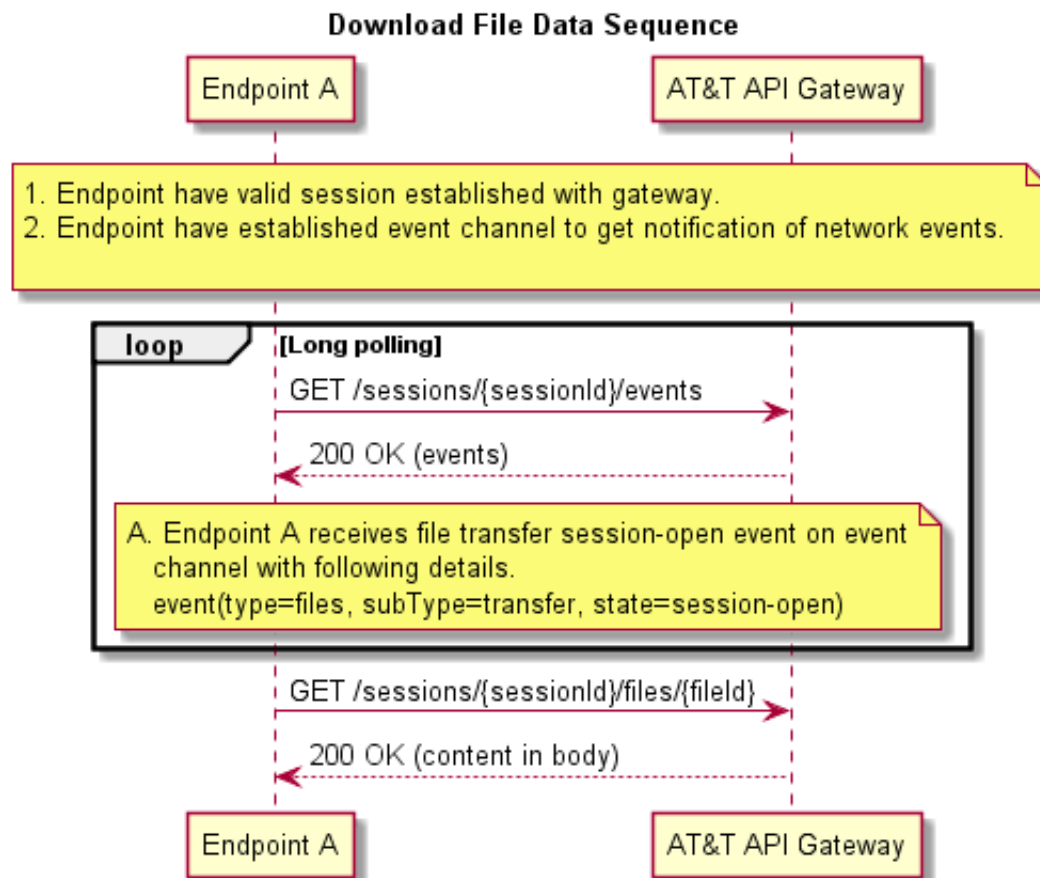 Download File Data Sequence
Endpoint A
AT&T API Gateway
1. Endpoint have valid session established with gateway.
2. Endpoint have established event channel to get notification of network events.
loop
[Long polling]
GET /sessions/{sessionId}/events
200 OK (events)
A. Endpoint A receives file transfer session-open event on event
channel with following details.
event(type=files, subType=transfer, state=session-open)
GET /sessions/{sessionId}/files/{fileId}
200 OK (content in body)
Endpoint A
AT&T API Gateway